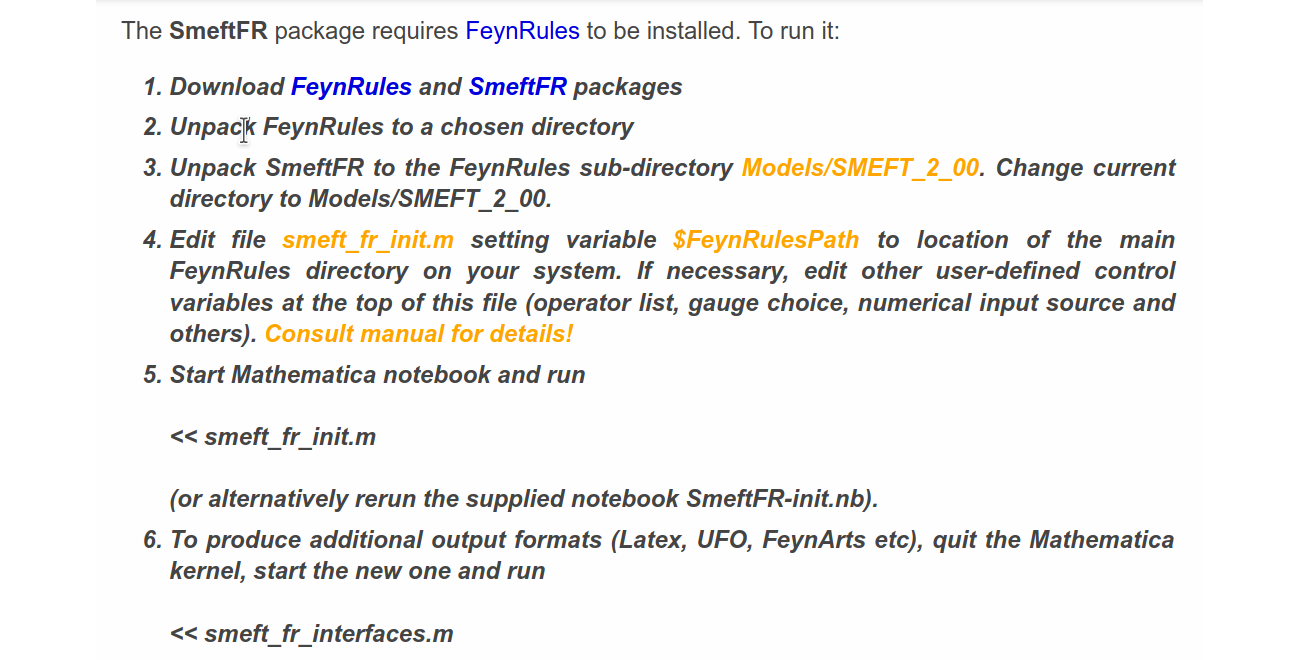 The SmeftFR package requires FeynRules to be installed. To run it:
1. Download FeynRules and SmeftFR packages
2. Unpack FeynRules to a chosen directory
3. Unpack SmeftFR to the FeynRules sub-directory Models/SMEFT_2_00. Change current
directory to Models/SMEFT_2_00.
4. Edit file smeft_fr_init.m setting variable $FeynRulesPath to location of the main
FeynRules directory on your system. If necessary, edit other user-defined control
variables at the top of this file (operator list, gauge choice, numerical input source and
others). Consult manual for details!
5. Start Mathematica notebook and run
<< smeft_fr_init.m
(or alternatively rerun the supplied notebook SmeftFR-init.nb).
6. To produce additional output formats (Latex, UFO, FeynArts etc), quit the Mathematica
kernel, start the new one and run
<< smeft_fr_interfaces.m